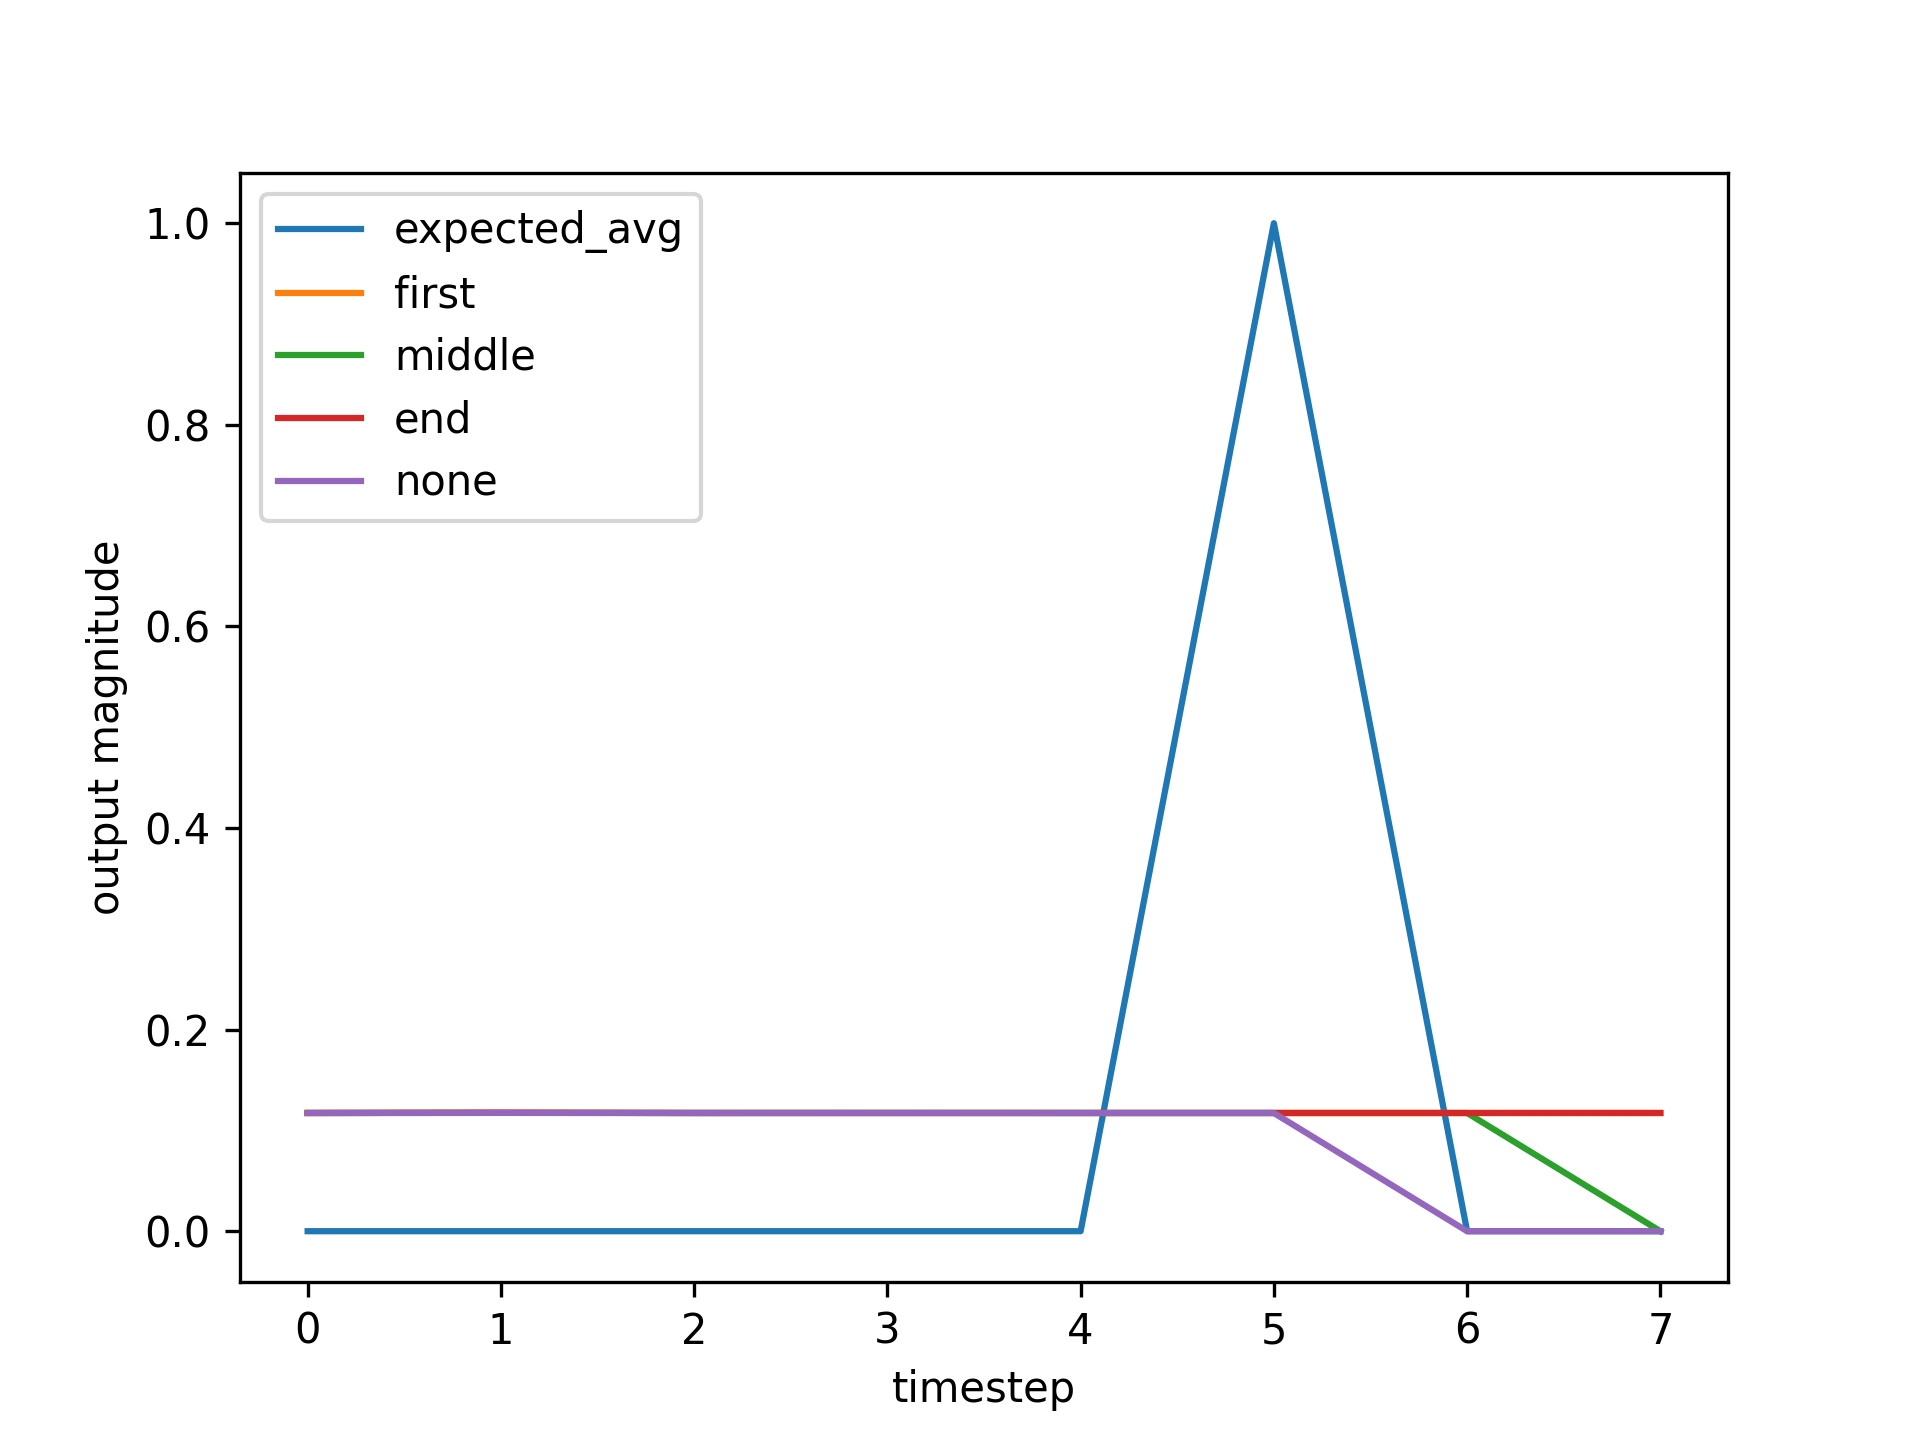 expected_avg
first
middle
end
none
output magnitude
1.0
0.8
0.6
0.4
0.2
0.0
0 1 2 3 4 5 6 7
timestep